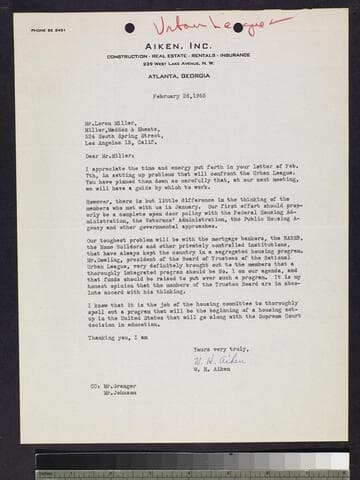 PHONE BE 2451
Urban League
AIKEN, INC.
CONSTRUCTION - REAL ESTATE - RENTALS - INSURANCE
239 WEST LAKE AVENUE, N. W.
ATLANTA, GEORGIA
February 26,1955
Mr.Loren Miller,
Miller,Maddox & Sheats,
524 South Spring Street,
Los Angeles 13, Calif.
Dear Mr.Miller:
I appreciate the time and energy put forth in your letter of Feb.
7th, in setting up problems that will confront the Urban League.
You have pinned them down so carefully that, at our next meeting,
we will have a guide by which to work.
However, there is but little difference in the thinking of the
members who met with us in January. Our first effort should prop-
erly be a complete open door policy with the Federal Housing Ad-
ministration, the Veterans' Administration, the Public Housing A-
gency and other governmental approaches.
Our toughest problem will be with the mortgage bankers, the NAREB,
the Home Builders and other privately controlled institutions,
that have always kept the country in a segregated housing program.
Mr.Dowling, president of the Board of Trustees of the National
Urban League, very definitely brought out to the members that a
thoroughly integrated program should be No. 1 on our agenda, and
that funds should be raised to put over such a program. It is my
honest opinion that the members of the Trustee Board are in abso-
lute accord with his thinking.
I know that it is the job of the housing committee to thoroughly
spell out a program that will be the beginning of a housing set-
up in the United States that will go along with the Supreme Court
decision in education.
Thanking you, I am
Yours very truly,
W. H. Aiken
W. H. Aiken
CC: Mr.Granger
Mr.Johnson